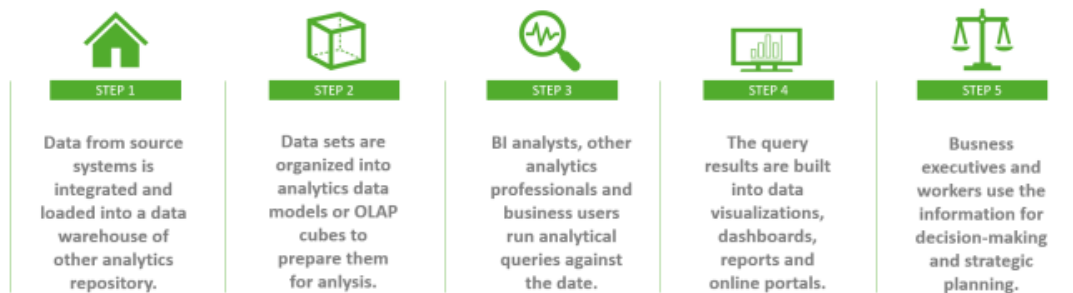 STEP 1
Data from source
systems is
integrated and
loaded into a data
warehouse of
other analytics
repository.
STEP 2
Data sets are
organized into
analytics data
models or OLAP
cubes to
prepare them
for anlysis.
STEP 3
BI analysts, other
analytics
professionals and
business users
run analytical
queries against
the date.
STEP 4
The query
results are built
into data
visualizations,
dashboards,
reports and
online portals.
STEP 5
Busness
executives and
workers use the
information for
decision-making
and strategic
planning.